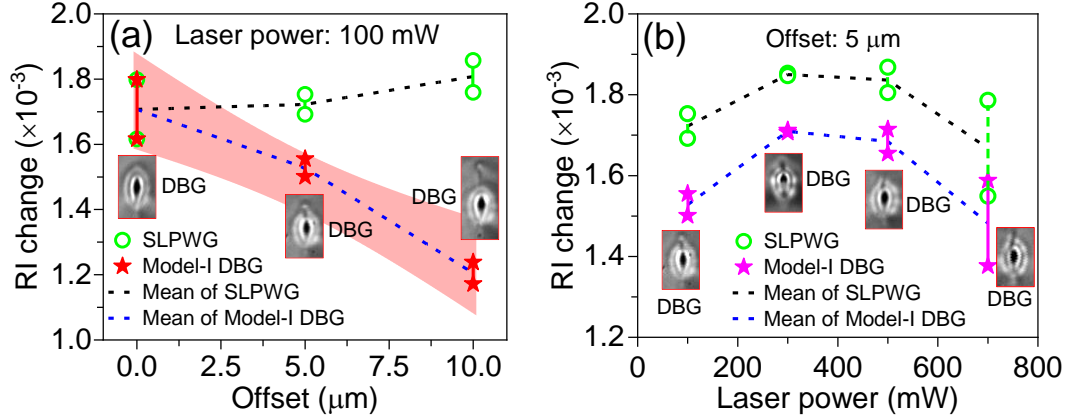 (a)
Laser power: 100 mW
RI change (×10⁻³)
2.0
1.8
1.6
1.4
1.2
1.0
DBG
DBG
DBG
SLPWG
Model-I DBG
Mean of SLPWG
Mean of Model-I DBG
0.0 2.5 5.0 7.5 10.0
Offset (μm)
(b)
Offset: 5 μm
RI change (×10⁻³)
2.0
1.8
1.6
1.4
1.2
DBG
DBG
DBG
DBG
SLPWG
Model-I DBG
Mean of SLPWG
Mean of Model-I DBG
0 200 400 600 800
Laser power (mW)